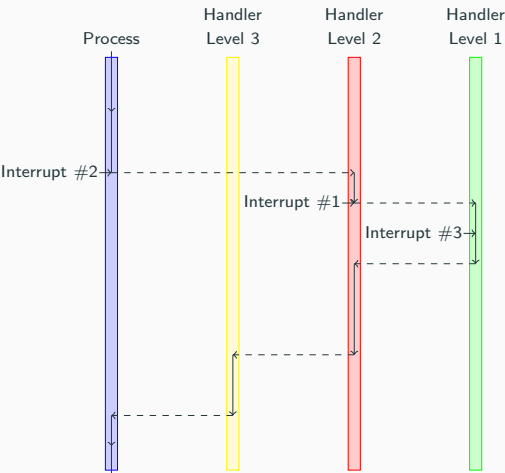 Handler Handler Handler
Process Level 3 Level 2 Level 1
Interrupt #2
Interrupt #1
Interrupt #3